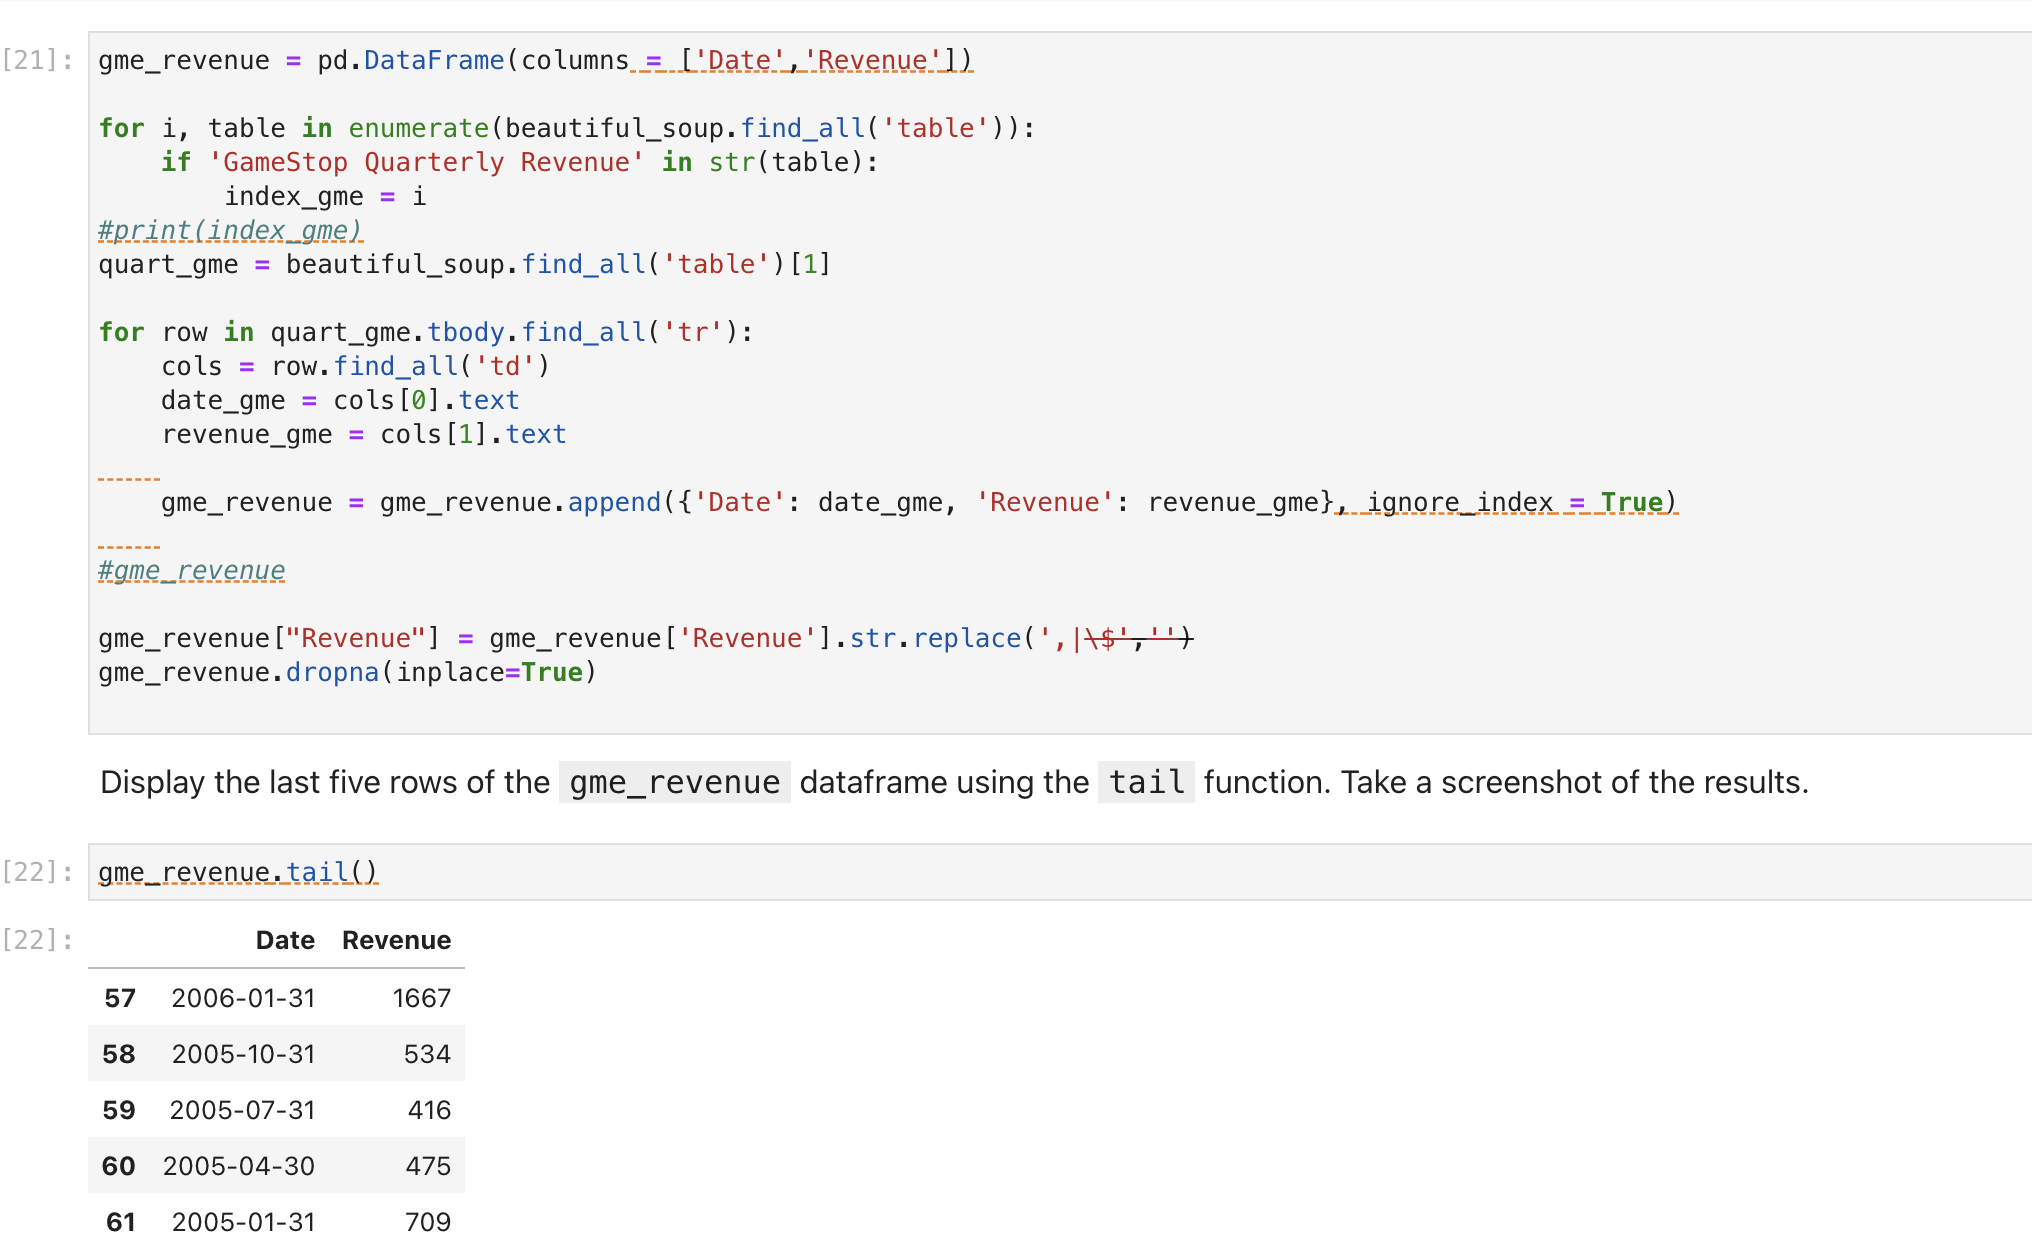 [21]:
gme_revenue = pd.DataFrame(columns = ['Date','Revenue'])
for i, table in enumerate(beautiful_soup.find_all('table')):
    if 'GameStop Quarterly Revenue' in str(table):
        index_gme = i
#print(index_gme)
quart_gme = beautiful_soup.find_all('table')[1]
for row in quart_gme.tbody.find_all('tr'):
    cols = row.find_all('td')
    date_gme = cols[0].text
    revenue_gme = cols[1].text
    gme_revenue = gme_revenue.append({'Date': date_gme, 'Revenue': revenue_gme}, ignore_index = True)
#gme_revenue
gme_revenue["Revenue"] = gme_revenue['Revenue'].str.replace(',|\$','')
gme_revenue.dropna(inplace=True)
Display the last five rows of the gme_revenue dataframe using the tail function. Take a screenshot of the results.
[22]:
gme_revenue.tail()
[22]:
Date Revenue
57 2006-01-31 1667
58 2005-10-31 534
59 2005-07-31 416
60 2005-04-30 475
61 2005-01-31 709